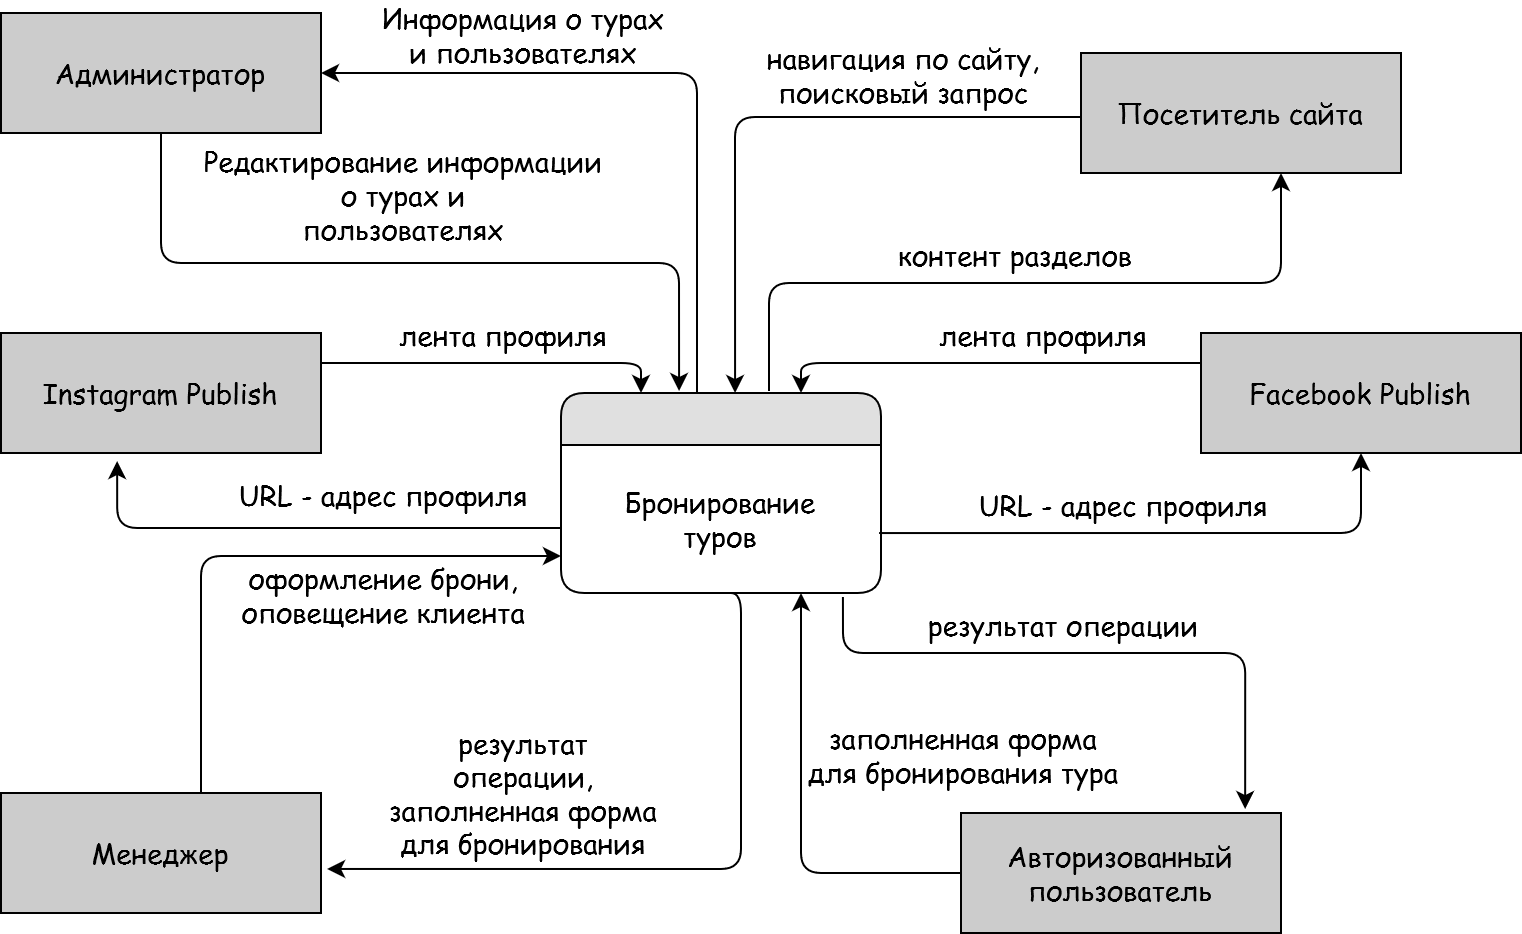 Информация о турах
и пользователях
Администратор
навигация по сайту,
поисковый запрос
Посетитель сайта
Редактирование информации
о турах и
пользователях
контент разделов
лента профиля
лента профиля
Instagram Publish
Facebook Publish
URL - адрес профиля
Бронирование
туров
URL - адрес профиля
оформление брони,
оповещение клиента
результат операции
результат
операции,
заполненная форма
для бронирования
заполненная форма
для бронирования тура
Менеджер
Авторизованный
пользователь